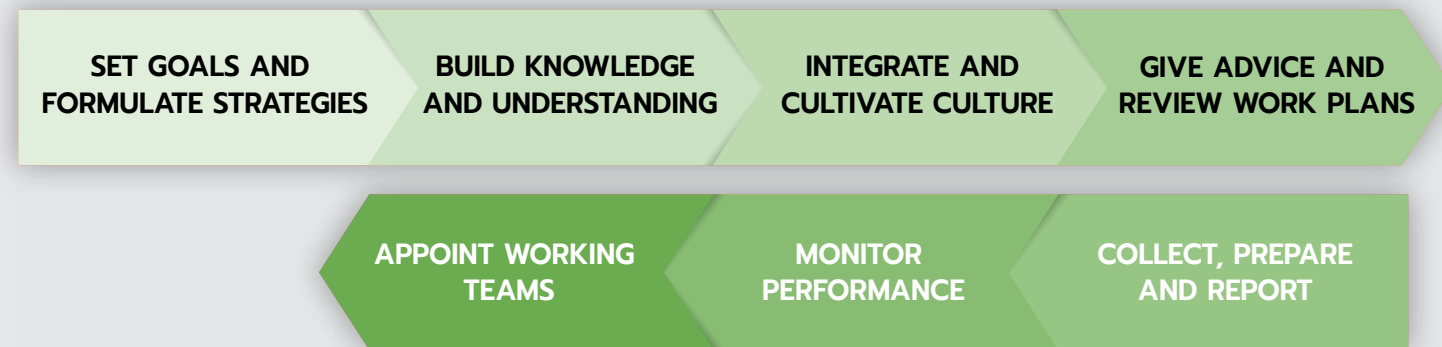 SET GOALS AND
FORMULATE STRATEGIES
BUILD KNOWLEDGE
AND UNDERSTANDING
INTEGRATE AND
CULTIVATE CULTURE
GIVE ADVICE AND
REVIEW WORK PLANS
COLLECT, PREPARE
AND REPORT
MONITOR
PERFORMANCE
APPOINT WORKING
TEAMS